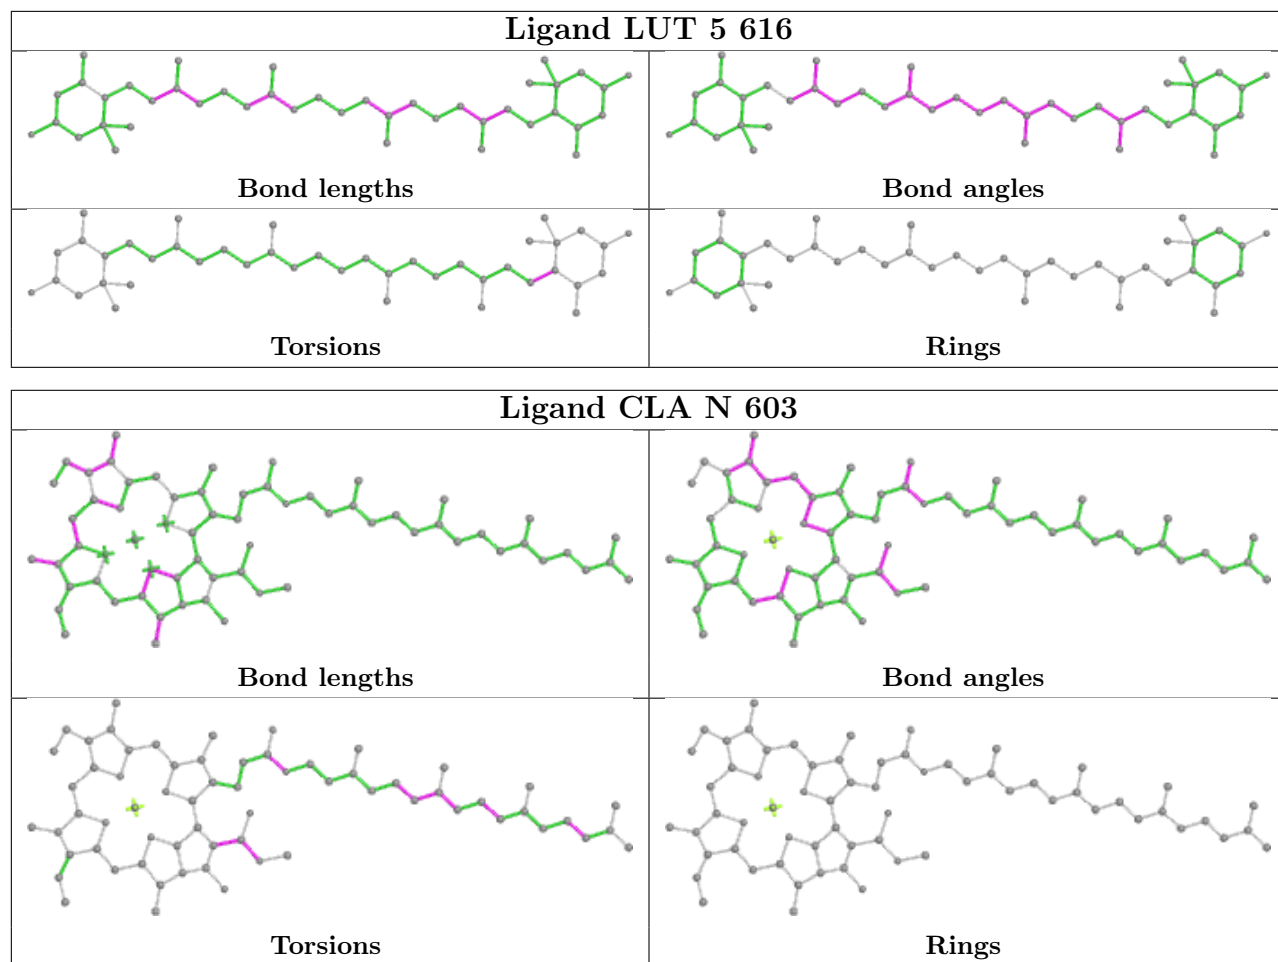 Ligand LUT 5 616
Bond lengths
Bond angles
Torsions
Rings
Ligand CLA N 603
Bond lengths
Bond angles
Torsions
Rings